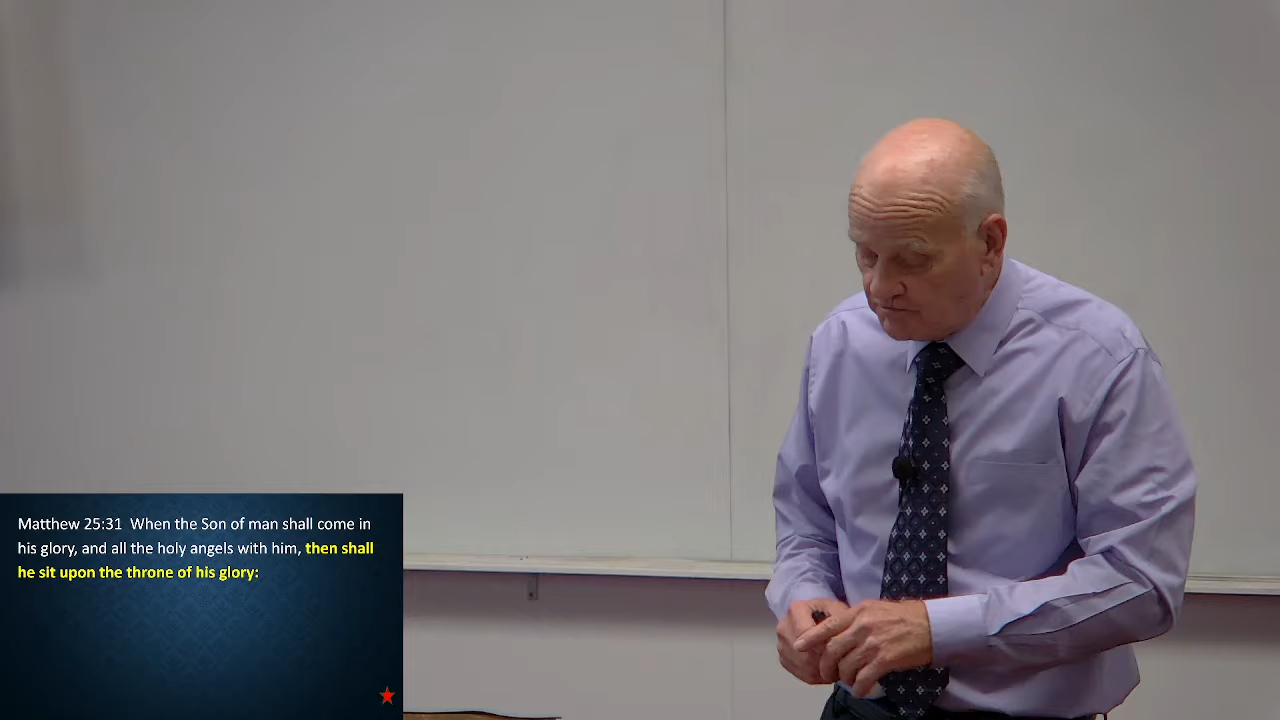 Matthew 25:31  When the Son of man shall come in
his glory, and all the holy angels with him, then shall
he sit upon the throne of his glory: